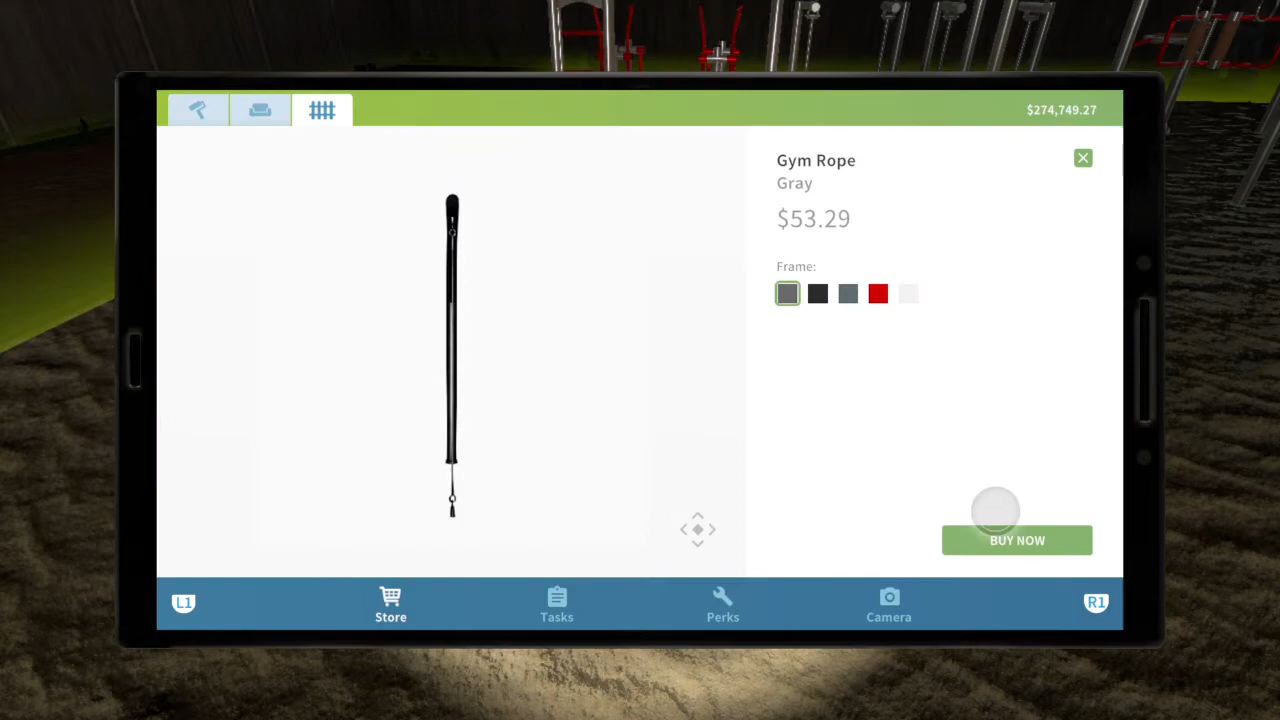 $274,749.27
Gym Rope
Gray
$53.29
Frame:
BUY NOW
L1
Store
Tasks
Perks
Camera
R1